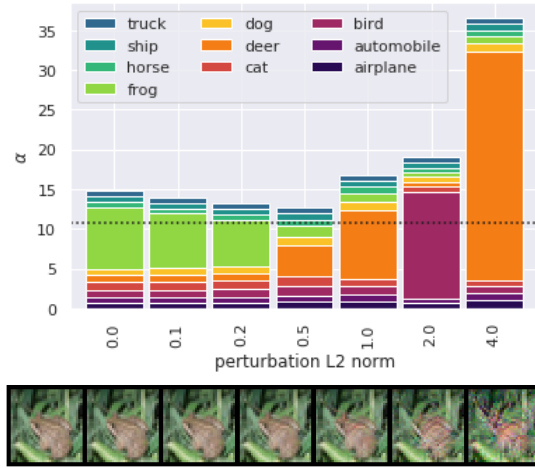 35
30
25
20
15
10
5
0
α
truck
ship
horse
frog
dog
deer
cat
bird
automobile
airplane
0.0 0.1 0.2 0.5 1.0 2.0 4.0
perturbation L2 norm